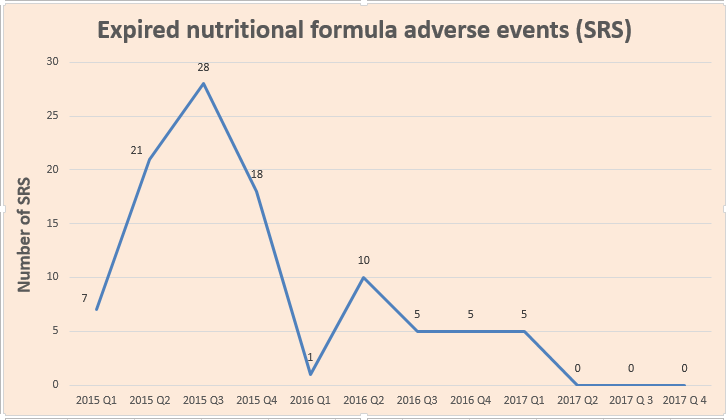 Expired nutritional formula adverse events (SRS)
Number of SRS
30
25
20
15
10
5
0
7
21
28
18
1
10
5
5
5
0
0
0
2015 Q1
2015 Q2
2015 Q3
2015 Q4
2016 Q1
2016 Q2
2016 Q3
2016 Q4
2017 Q1
2017 Q2
2017 Q 3
2017 Q 4